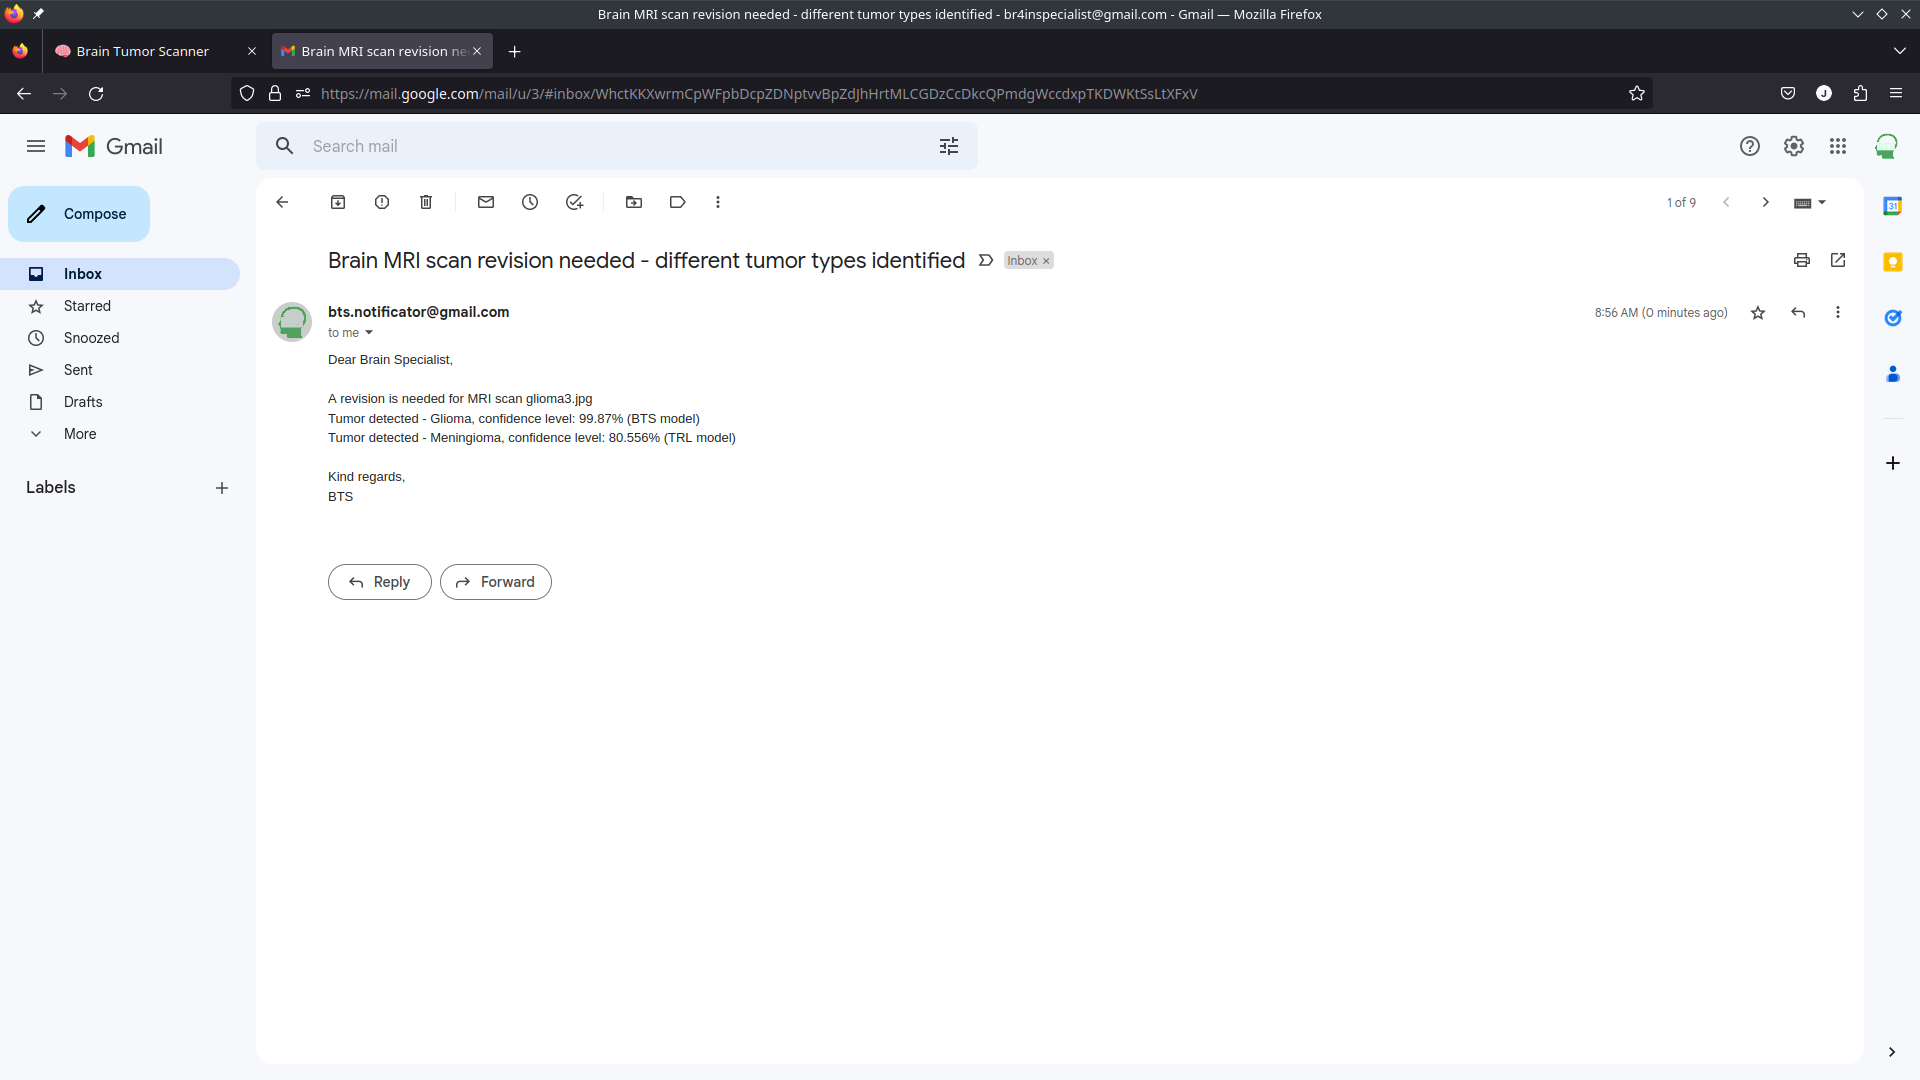 Brain MRI scan revision needed - different tumor types identified - br4inspecialist@gmail.com - Gmail — Mozilla Firefox
Brain Tumor Scanner
Brain MRI scan revision ne
https://mail.google.com/mail/u/3/#inbox/WhctKKXwrmCpWFpbDcpZDNptvvBpZdJhHrtMLCGDzCcDkcQPmdgWccdxpTKDWKtSsLtXFxV
J
Gmail
Search mail
Compose
1 of 9
31
Inbox
Starred
Snoozed
Sent
Drafts
More
Labels
Brain MRI scan revision needed - different tumor types identified
Inbox ×
bts.notificator@gmail.com
8:56 AM (0 minutes ago)
to me
Dear Brain Specialist,
A revision is needed for MRI scan glioma3.jpg
Tumor detected - Glioma, confidence level: 99.87% (BTS model)
Tumor detected - Meningioma, confidence level: 80.556% (TRL model)
Kind regards,
BTS
Reply
Forward